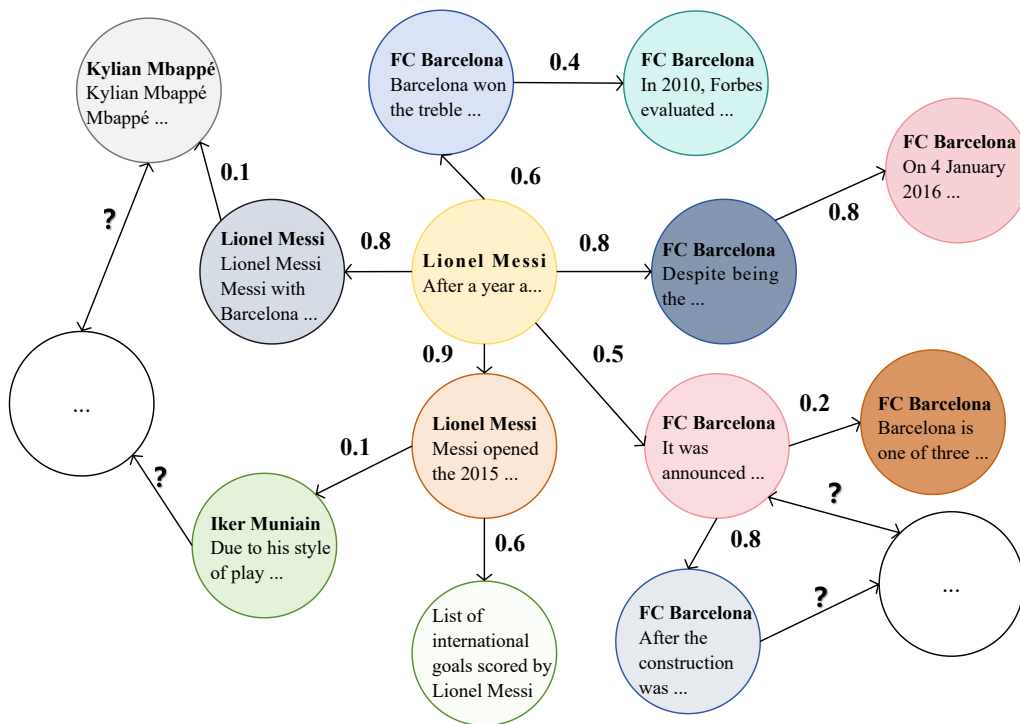 FC Barcelona
Barcelona won
the treble ...
0.4
FC Barcelona
In 2010, Forbes
evaluated ...
Kylian Mbappé
Kylian Mbappé
Mbappé ...
FC Barcelona
On 4 January
2016 ...
0.1
0.6
0.8
?
Lionel Messi
Lionel Messi
Messi with
Barcelona ...
0.8
Lionel Messi
After a year a...
0.8
FC Barcelona
Despite being
the ...
0.9
0.5
...
Lionel Messi
Messi opened
the 2015 ...
FC Barcelona
It was
announced ...
0.2
FC Barcelona
Barcelona is
one of three ...
0.1
?
Iker Muniain
Due to his style
of play ...
0.6
0.8
?
...
List of
international
goals scored by
Lionel Messi
FC Barcelona
After the
construction
was ...
?